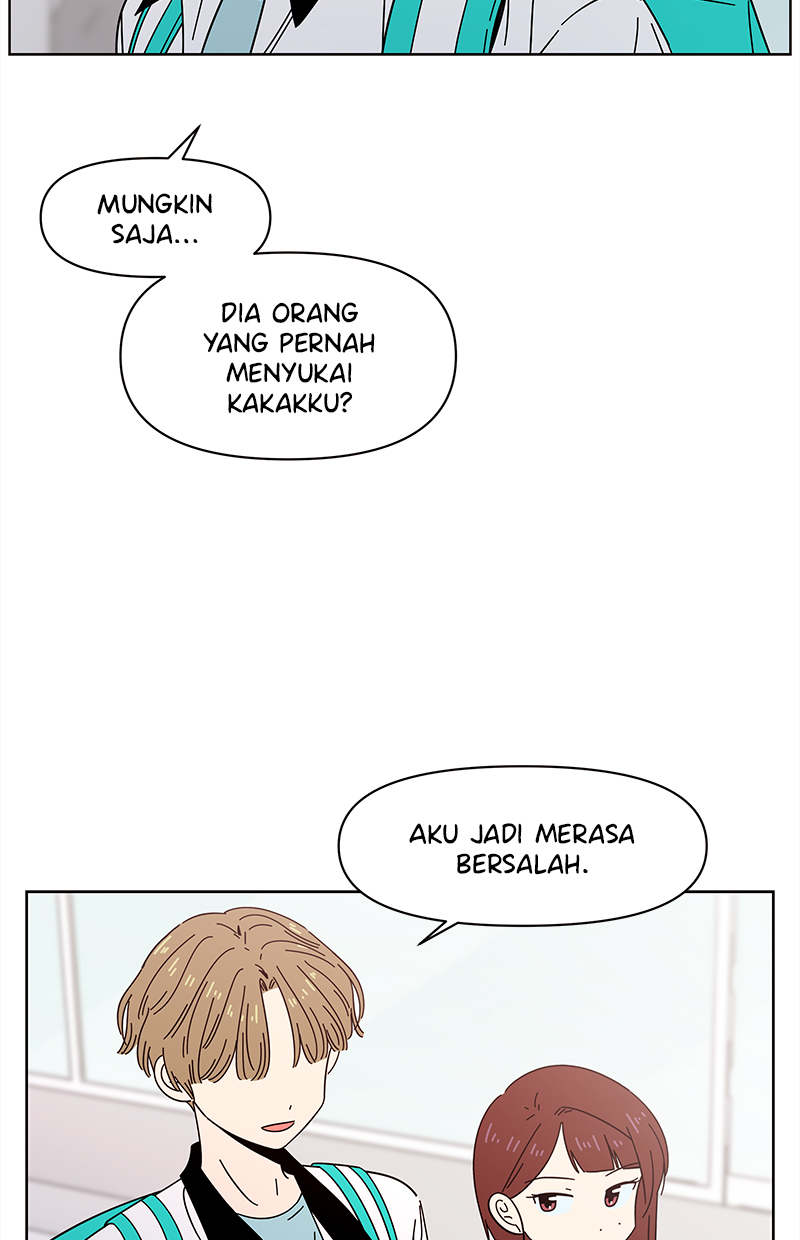 MUNGKIN
SAJA...
DIA ORANG
YANG PERNAH
MENYUKAI
KAKAKKU?
AKU JADI MERASA
BERSALAH.